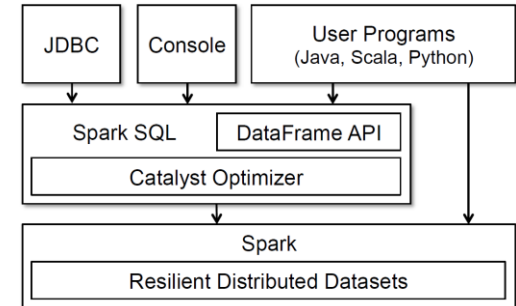 JDBC
Console
User Programs
(Java, Scala, Python)
Spark SQL
DataFrame API
Catalyst Optimizer
Spark
Resilient Distributed Datasets